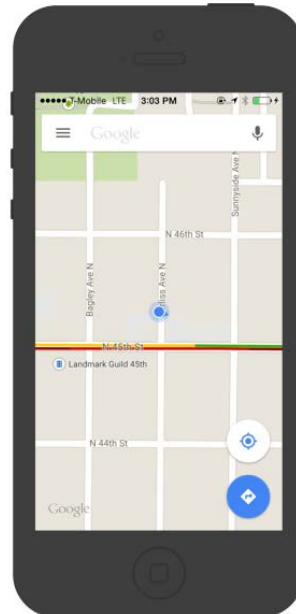 T-Mobile LTE 3:03 PM
Google
Sunnyside Ave N
N 46th St
Bagley Ave N
rliss Ave N
N 45th St
Landmark Guild 45th
N 44th St
Google